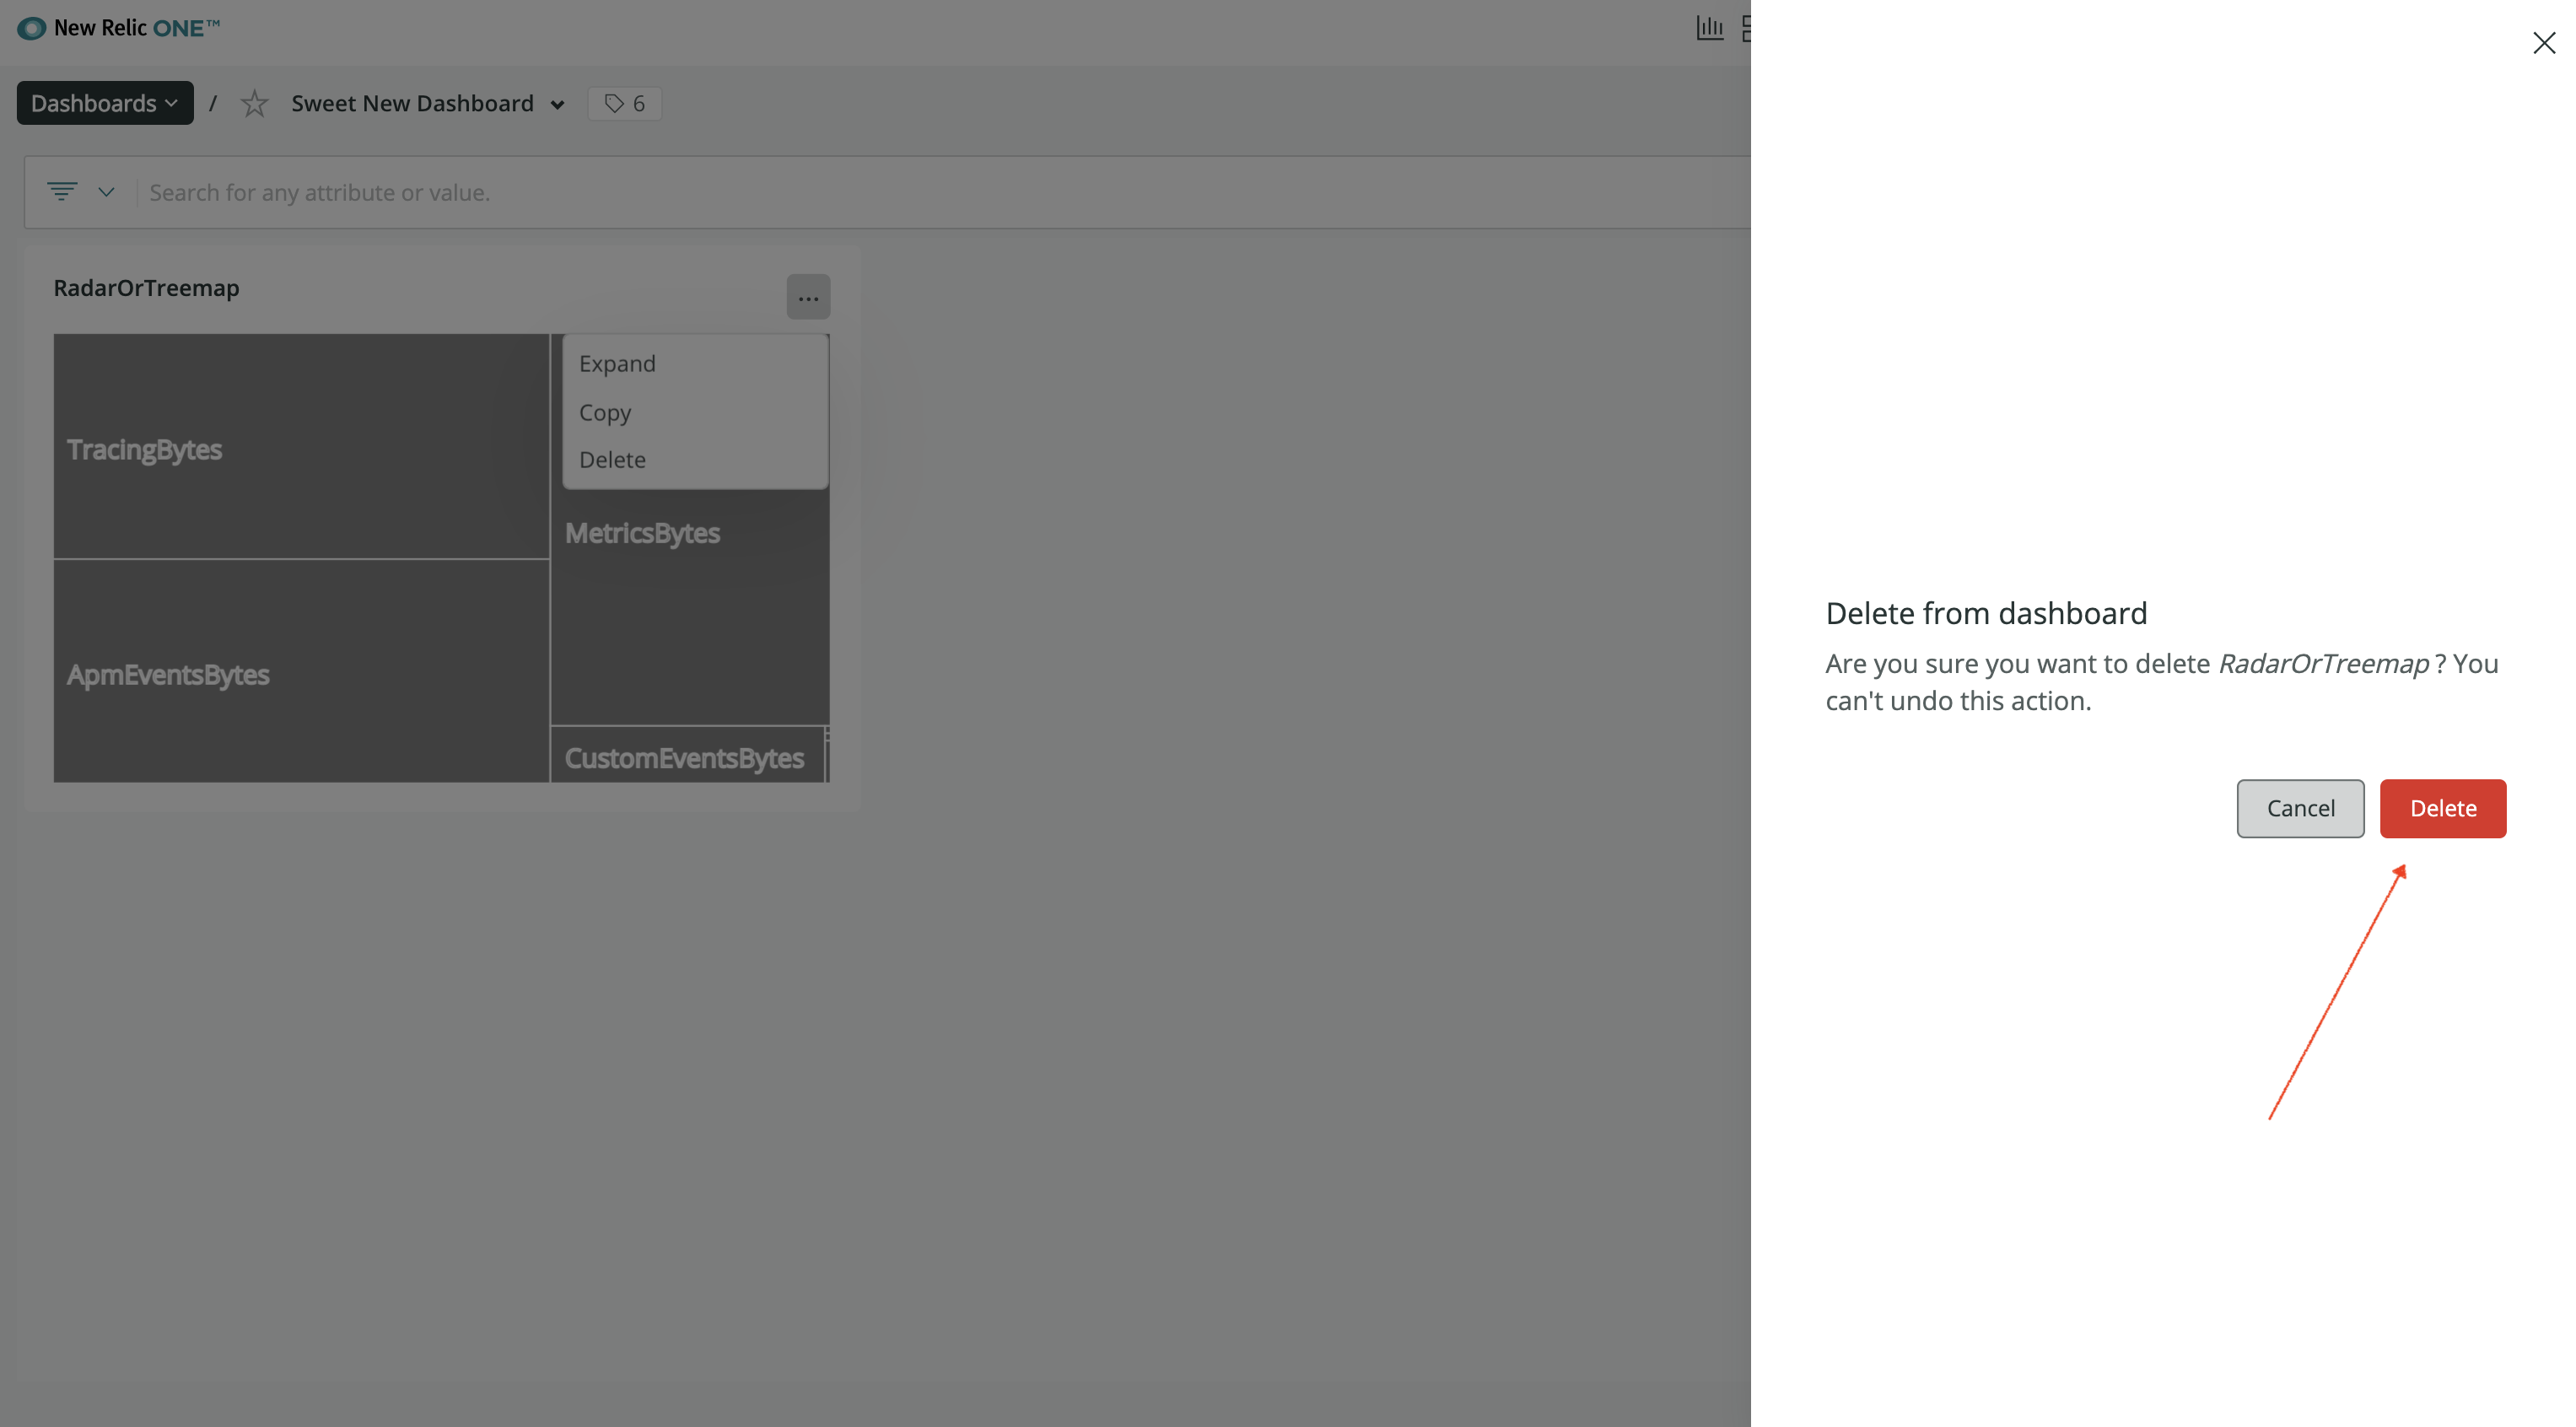 New Relic ONE™
Dashboards / Sweet New Dashboard 6
Search for any attribute or value.
RadarOrTreemap
...
Expand
Copy
Delete
TracingBytes
MetricsBytes
ApmEventsBytes
CustomEventsBytes
Delete from dashboard
Are you sure you want to delete RadarOrTreemap ? You
can't undo this action.
Cancel Delete